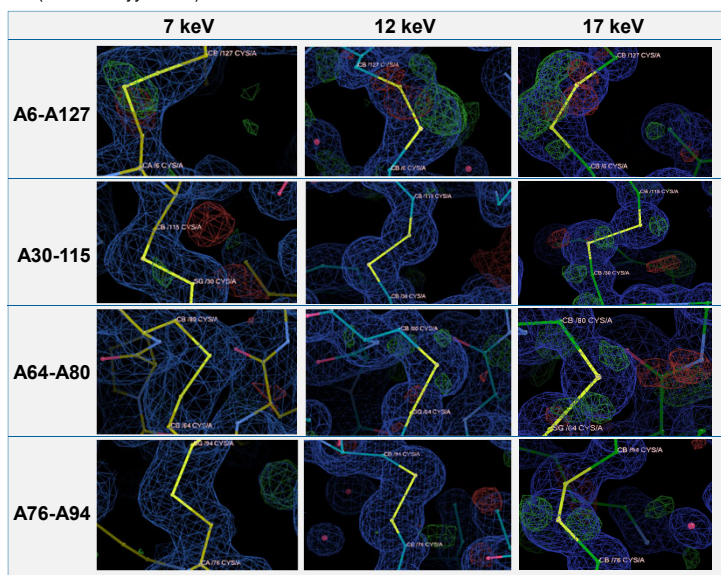 7 keV 12 keV 17 keV
A6-A127
CB /127 CYS/A
CA /6 CYS/A
CB /127 CYS/A
CB /6 CYS/A
CB /127 CYS/A
CB /6 CYS/A
A30-115
CB /115 CYS/A
SG /30 CYS/A
CB /115 CYS/A
CB /30 CYS/A
CB /115 CYS/A
CB /30 CYS/A
A64-A80
CB /80 CYS/A
CB /64 CYS/A
CB /80 CYS/A
SG /64 CYS/A
CB /80 CYS/A
SG /64 CYS/A
A76-A94
SG /94 CYS/A
CA /76 CYS/A
CB /94 CYS/A
CB /76 CYS/A
CB /94 CYS/A
CB /76 CYS/A